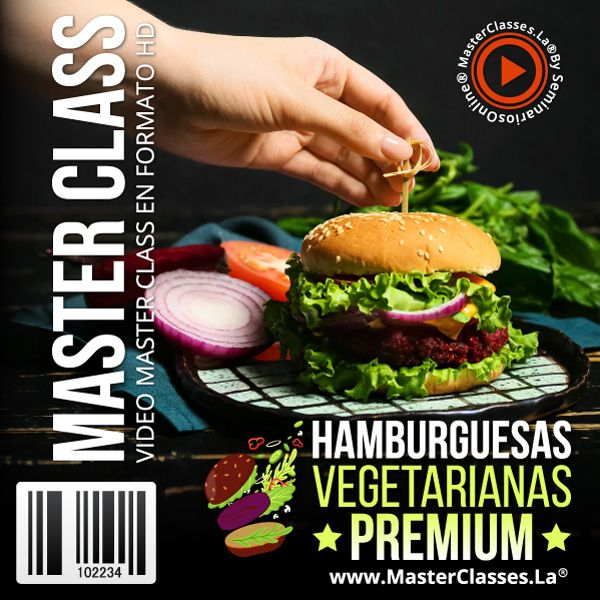 MASTER CLASS
VIDEO MASTER CLASS EN FORMATO HD
MasterClasses.La®By SeminariosOnline®
HAMBURGUESAS
VEGETARIANAS
PREMIUM
www.MasterClasses.La®
102234